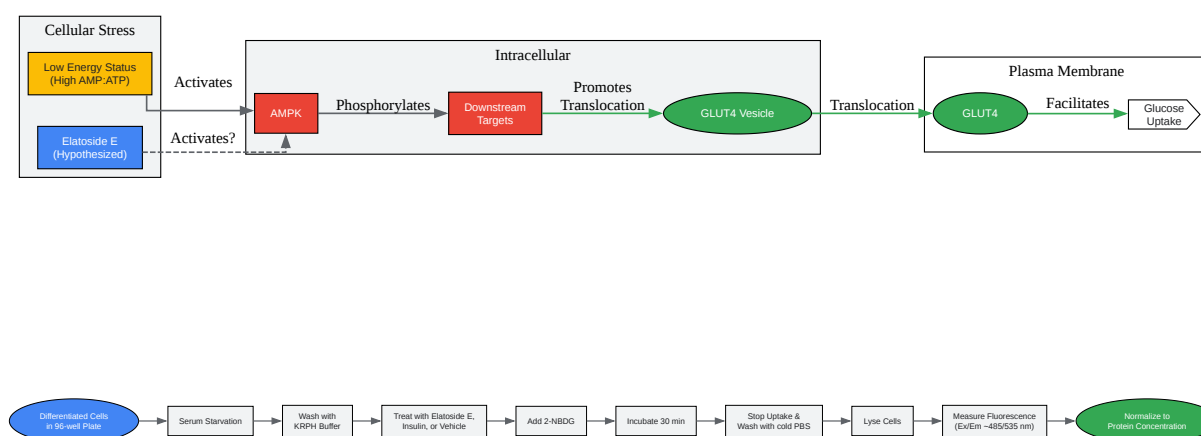 Cellular Stress
Low Energy Status
(High AMP:ATP)
Elatoside E
(Hypothesized)
Activates
Activates?
Intracellular
AMPK
Phosphorylates
Downstream
Targets
Promotes
Translocation
GLUT4 Vesicle
Translocation
Plasma Membrane
GLUT4
Facilitates
Glucose
Uptake
Differentiated Cells
in 96-well Plate
Serum Starvation
Wash with
KRPH Buffer
Treat with Elatoside E,
Insulin, or Vehicle
Add 2-NBDG
Incubate 30 min
Stop Uptake &
Wash with cold PBS
Lyse Cells
Measure Fluorescence
(Ex/Em ~485/535 nm)
Normalize to
Protein Concentration